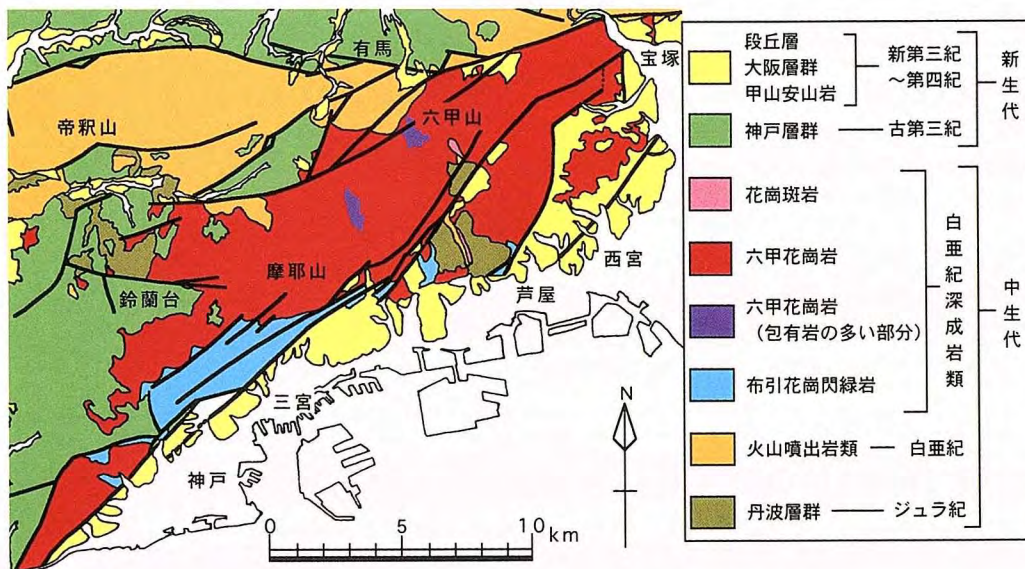 有馬
宝塚
六甲山
帝釈山
摩耶山
鈴蘭台
西宮
芦屋
三宮
神戸
N
0 5 10
km
段丘層
大阪層群
甲山安山岩
新第三紀
～第四紀
神戸層群
古第三紀
新生代
花崗斑岩
六甲花崗岩
六甲花崗岩
（包有岩の多い部分）
布引花崗閃緑岩
白亜紀深成岩類
火山噴出岩類
白亜紀
丹波層群
ジュラ紀
中生代